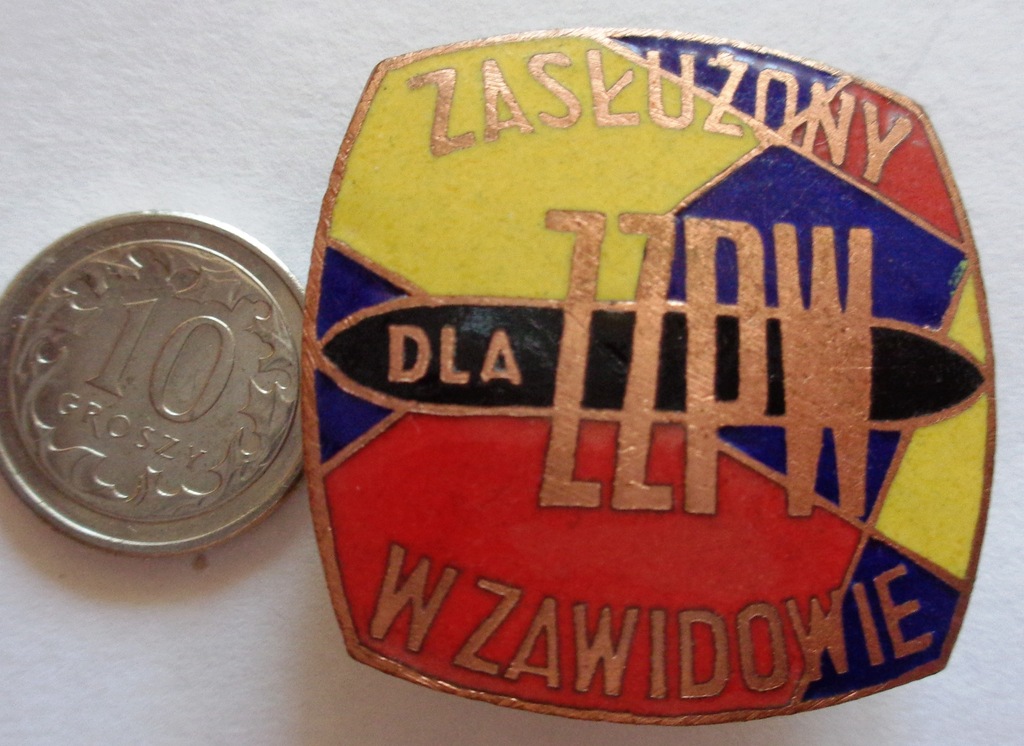 ZASŁUŻONY
DLA ZZPW
W ZAWIDOWIE
10
GROSZY